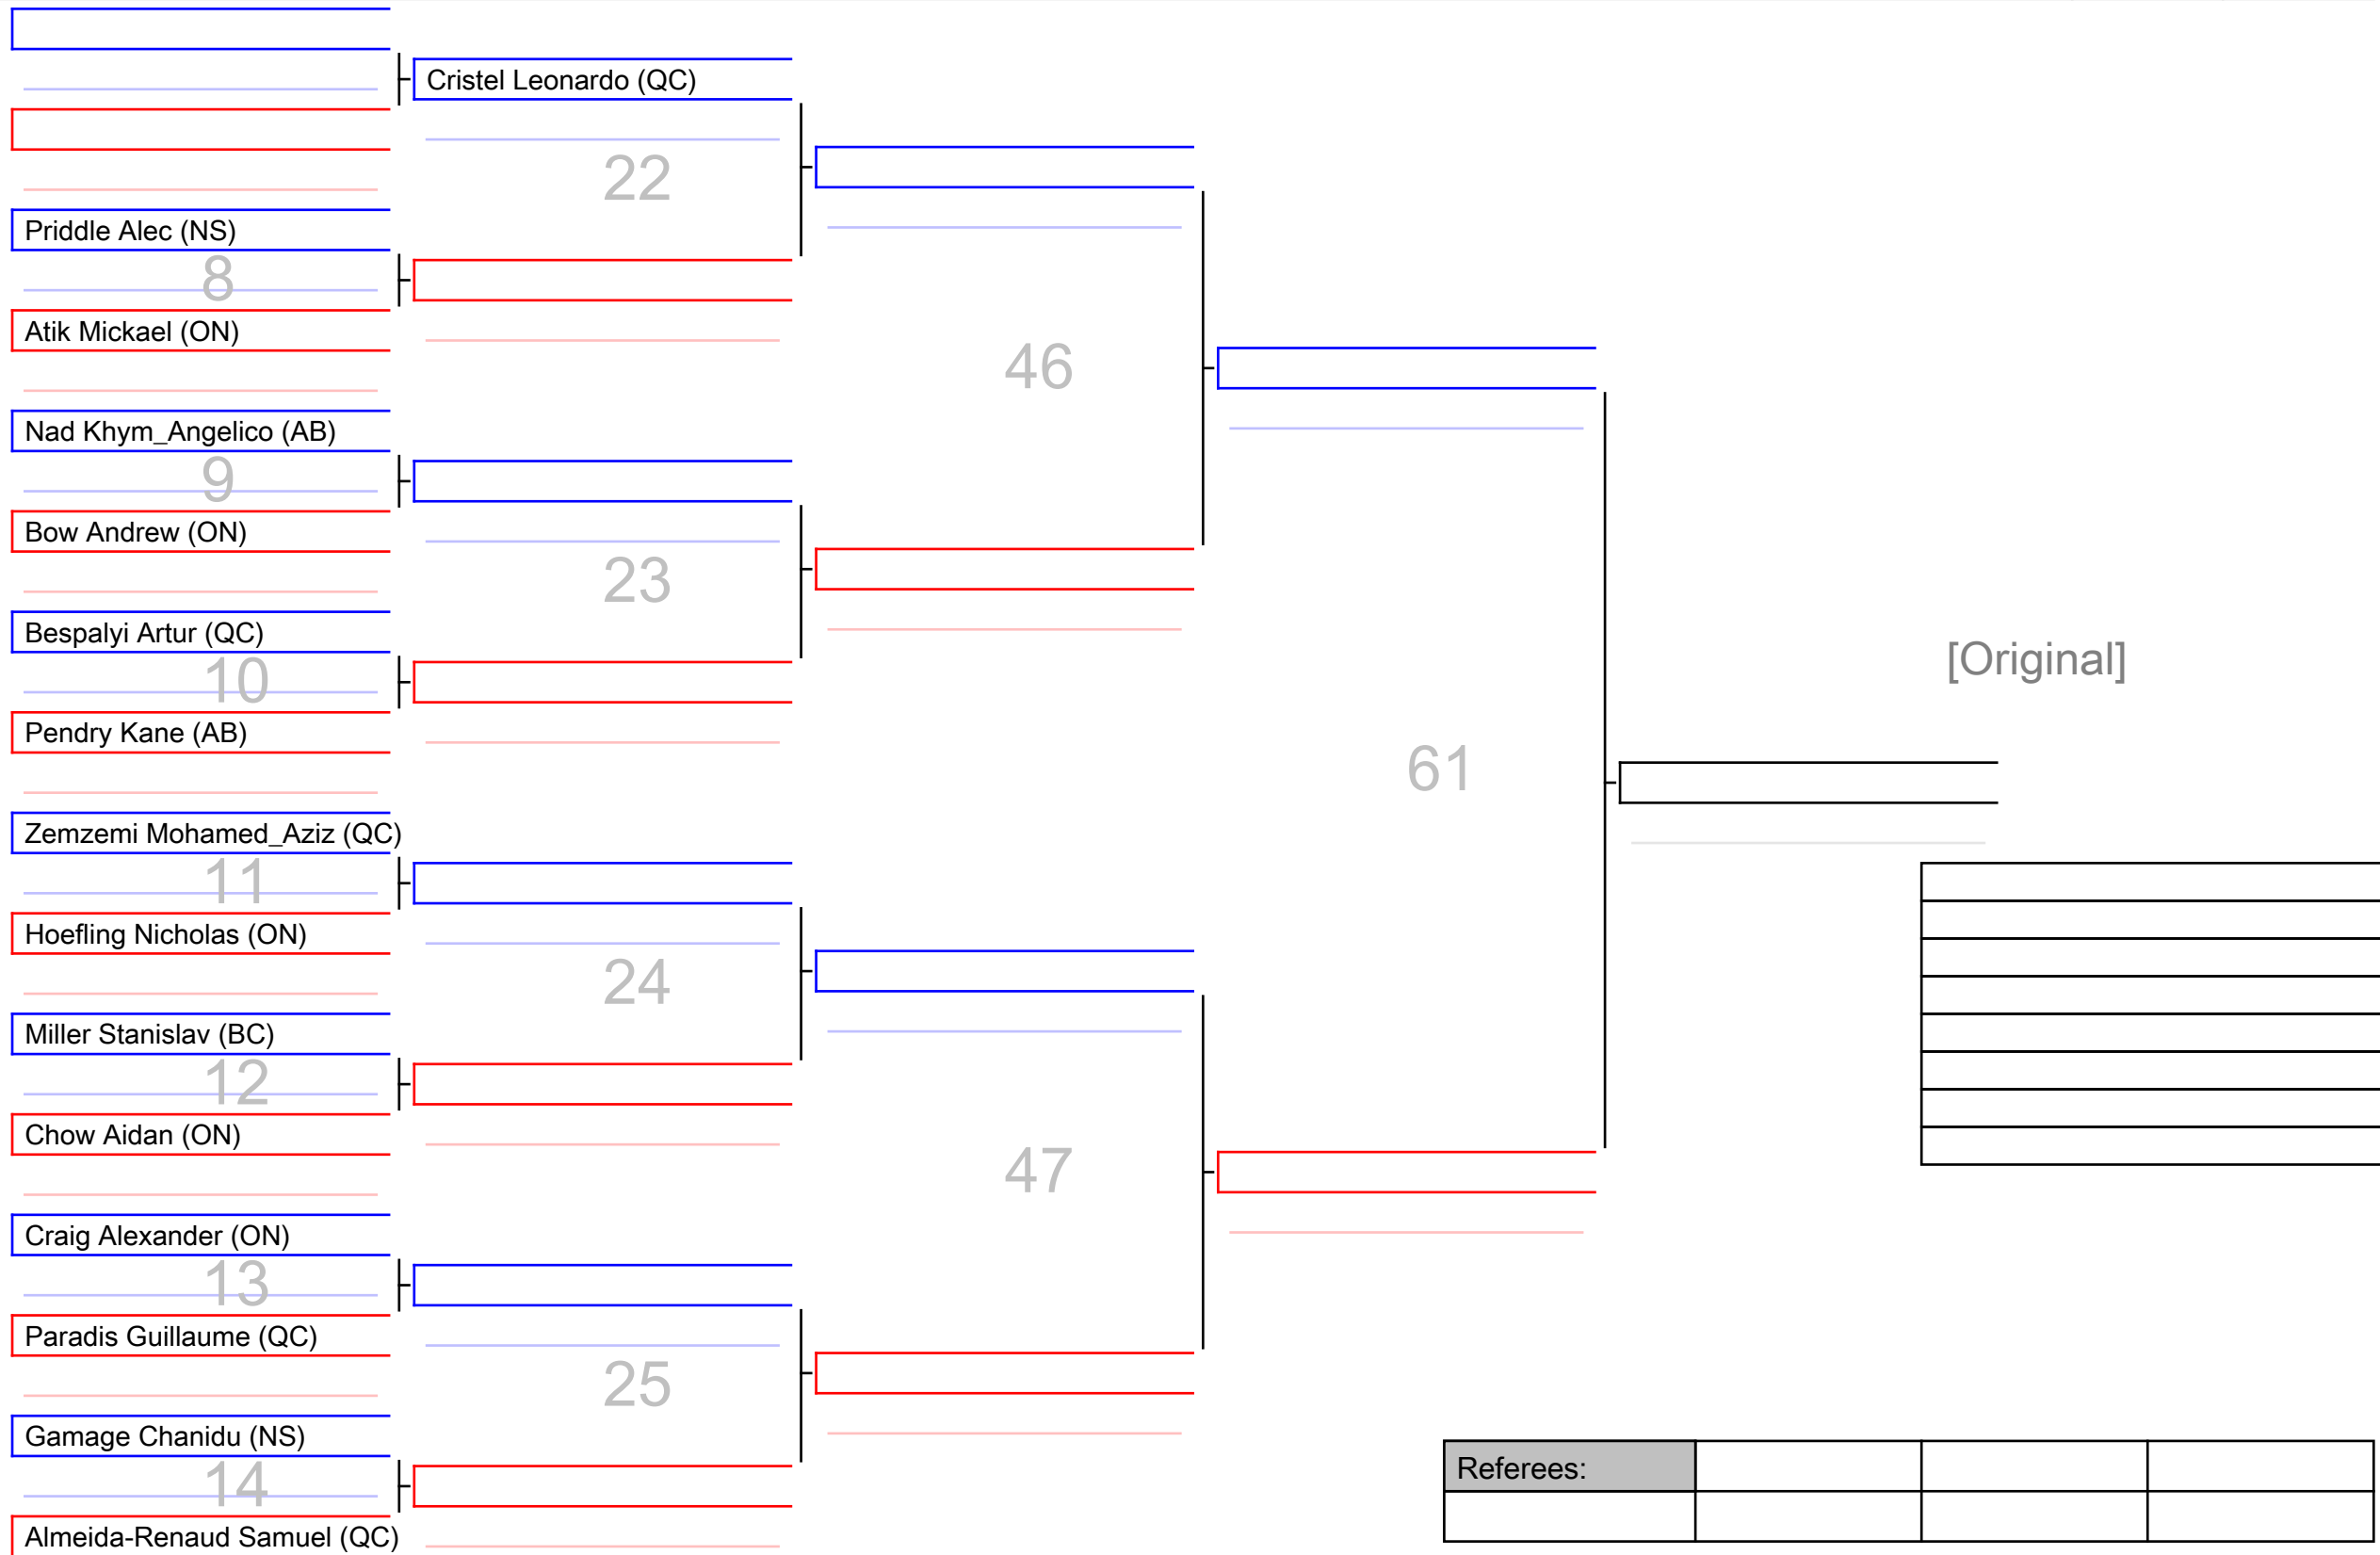 Cristel Leonardo (QC)
22
Priddle Alec (NS)
8
Atik Mickael (ON)
46
Nad Khym_Angelico (AB)
9
Bow Andrew (ON)
23
Bespalyi Artur (QC)
[Original]
10
Pendry Kane (AB)
61
Zemzemi Mohamed_Aziz (QC)
11
Hoefling Nicholas (ON)
24
Miller Stanislav (BC)
12
Chow Aidan (ON)
47
Craig Alexander (ON)
13
Paradis Guillaume (QC)
25
Gamage Chanidu (NS)
Referees:
14
Almeida-Renaud Samuel (QC)